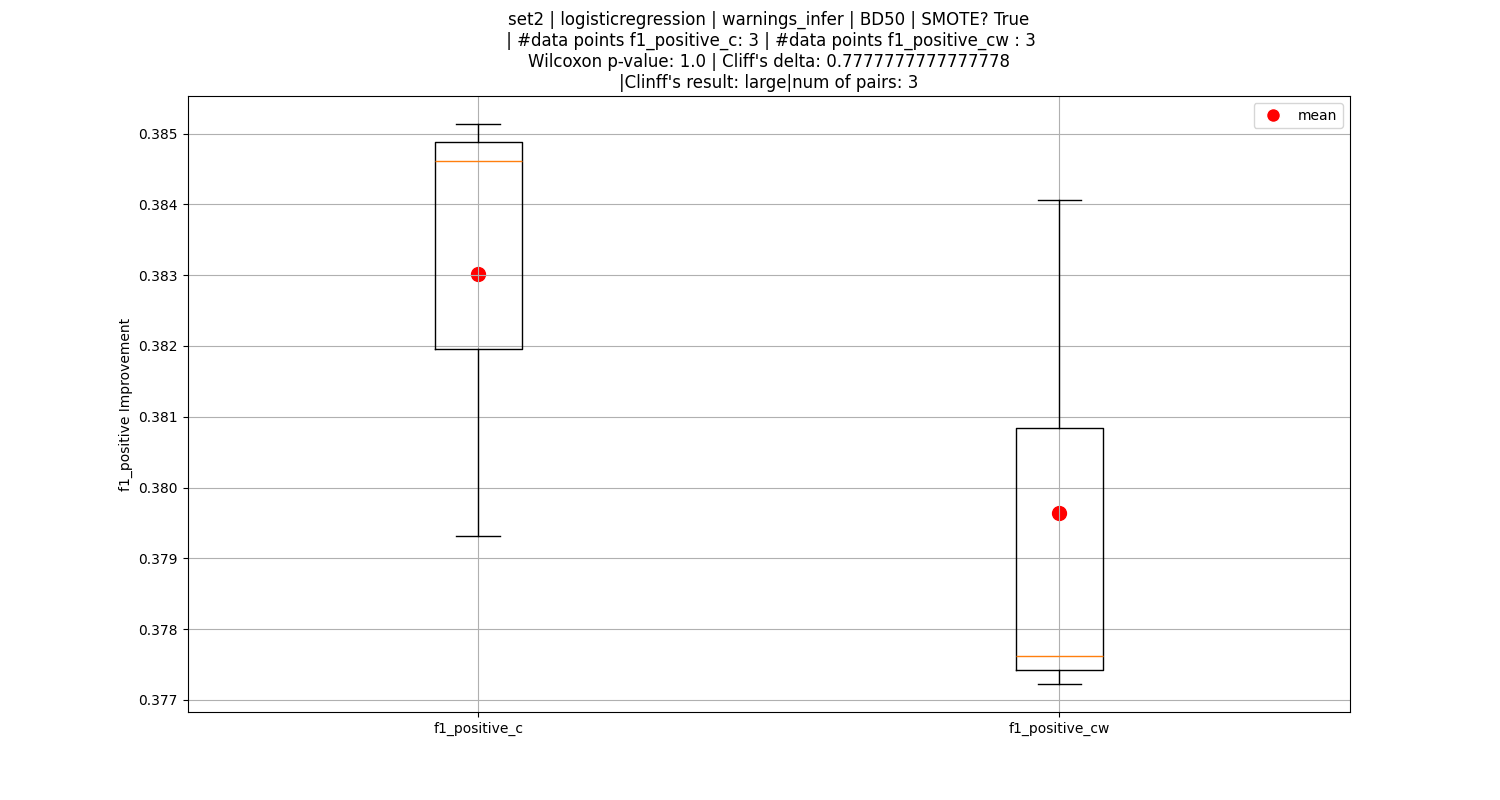 set2 | logisticregression | warnings_infer | BD50 | SMOTE? True
| #data points f1_positive_c: 3 | #data points f1_positive_cw : 3
Wilcoxon p-value: 1.0 | Cliff's delta: 0.7777777777777778
|Clinff's result: large|num of pairs: 3
mean
f1_positive Improvement
0.385
0.384
0.383
0.382
0.381
0.380
0.379
0.378
0.377
f1_positive_c
f1_positive_cw